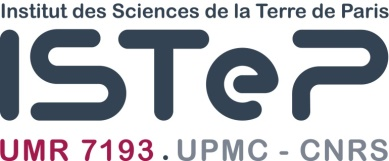 Institut des Sciences de la Terre de Paris
ISTeP
UMR 7193 . UPMC - CNRS